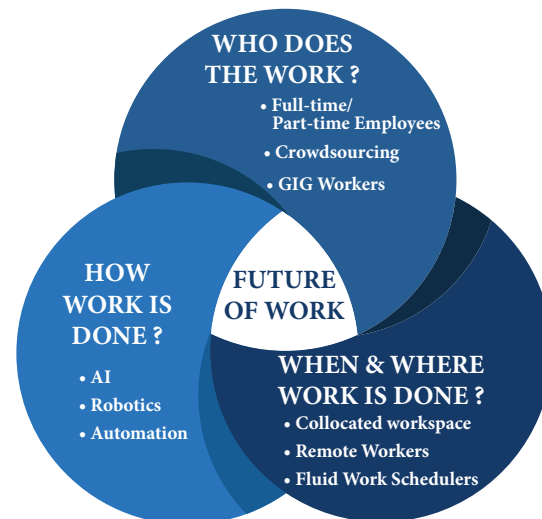 WHO DOES
THE WORK ?
• Full-time/
Part-time Employees
• Crowdsourcing
• GIG Workers
HOW
WORK IS
DONE ?
• AI
• Robotics
• Automation
FUTURE
OF WORK
WHEN & WHERE
WORK IS DONE ?
• Collocated workspace
• Remote Workers
• Fluid Work Schedulers